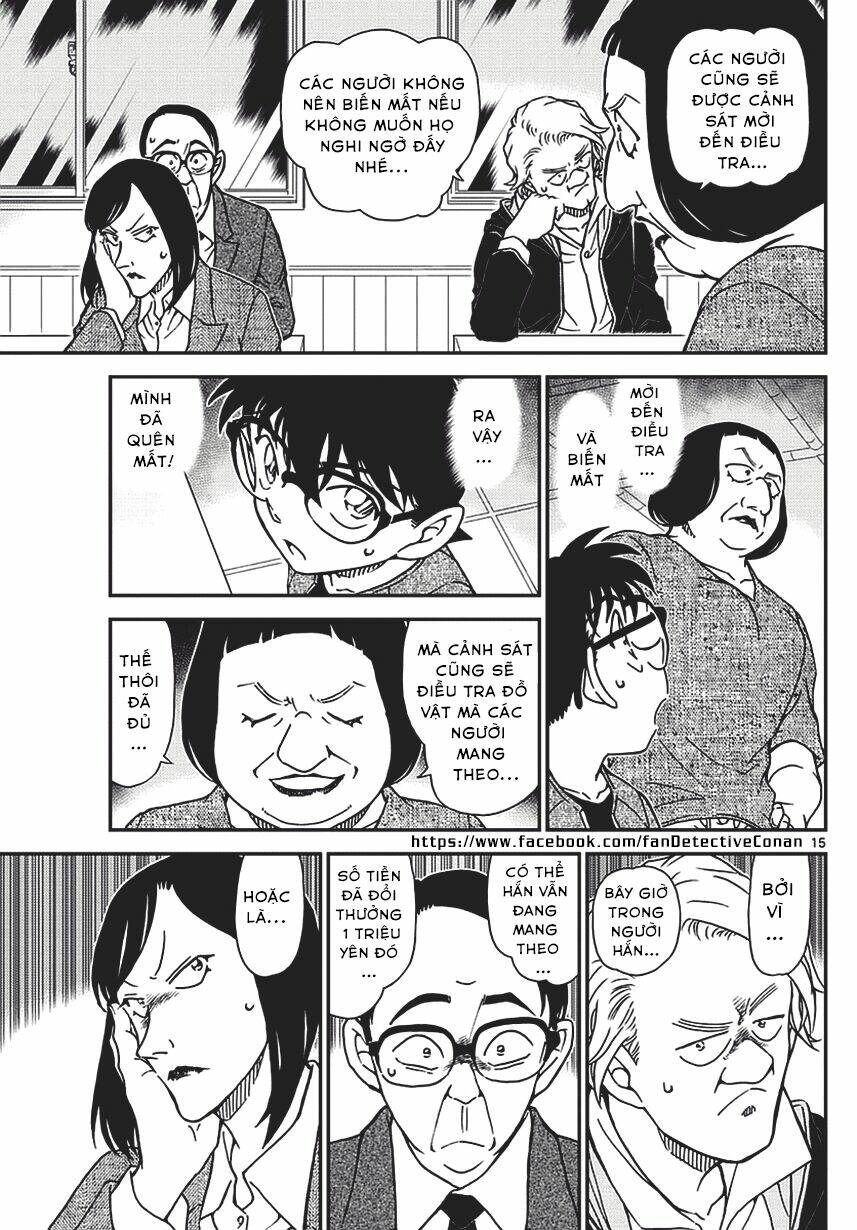 CÁC NGƯỜI
CŨNG SẼ
ĐƯỢC CẢNH
SÁT MỜI
ĐẾN ĐIỀU
TRA...
CÁC NGƯỜI KHÔNG
NÊN BIẾN MẤT NẾU
KHÔNG MUỐN HỌ
NGHI NGỜ ĐẤY
NHÉ...
MỜI
ĐẾN ĐIỀU
TRA...
VÀ
BIẾN
MẤT
RA
VẬY
...
MÌNH
ĐÃ
QUÊN
MẤT!
MÀ CẢNH SÁT
CŨNG SẼ
ĐIỀU TRA ĐỒ
VẬT MÀ CÁC
NGƯỜI
MANG
THEO...
THẾ
THÔI
ĐÃ
ĐỦ
...
https://www.facebook.com/fanDetectiveConan 15
BỞI
VÌ
...
BÂY GIỜ
TRONG
NGƯỜI
HẮN...
CÓ THỂ
HẮN VẪN
ĐANG
MANG
THEO
...
SỐ TIỀN
ĐÃ ĐỔI
THƯỞNG
1 TRIỆU
YÊN ĐÓ
...
HOẶC
LÀ...